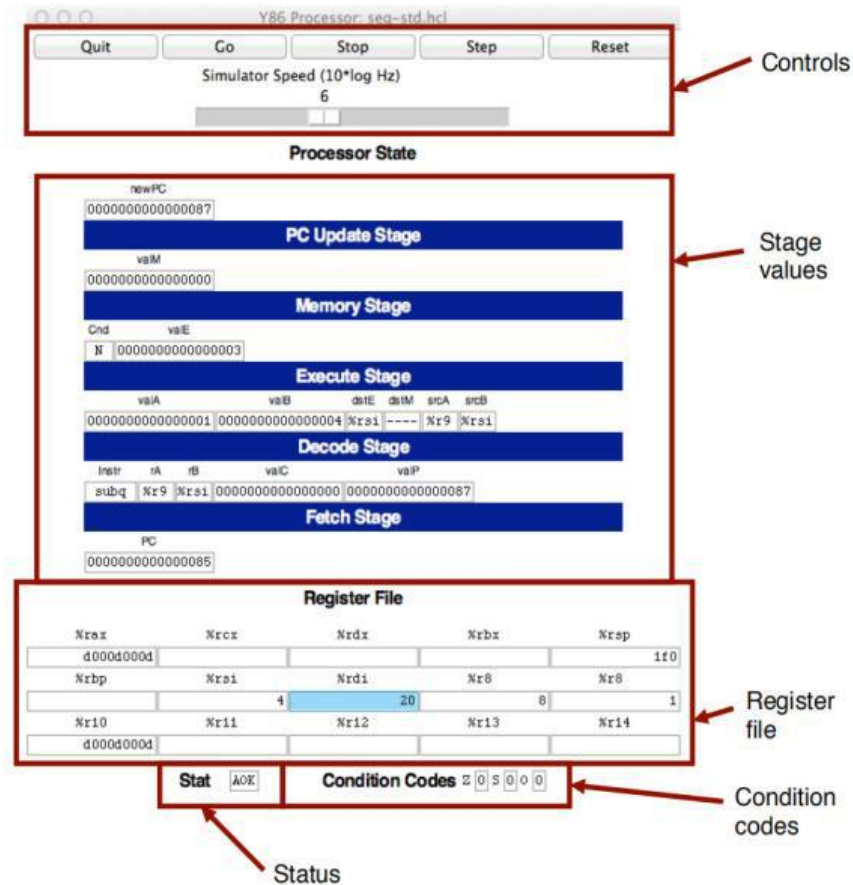 Y86 Processor: seq-std.hcl
Quit Go Stop Step Reset
Controls
Simulator Speed (10*log Hz)
6
Processor State
newPC
0000000000000087
PC Update Stage
Stage values
valM
0000000000000000
Memory Stage
Cnd valE
N 0000000000000003
Execute Stage
valA valB dstE dstM srcA srcB
0000000000000001 0000000000000004 %rsi ---- %r9 %rsi
Decode Stage
Instr rA rB valC valP
subq %r9 %rsi 0000000000000000 0000000000000087
Fetch Stage
PC
0000000000000085
Register File
%rax %rcx %rdx %rbx %rsp
d000d000d 1f0
%rbp %rsi %rdi %r8 %r8
4 20 8 1
%r10 %r11 %r12 %r13 %r14
d000d000d
Register file
Stat AOK Condition Codes Z 0 S 0 O 0
Condition codes
Status